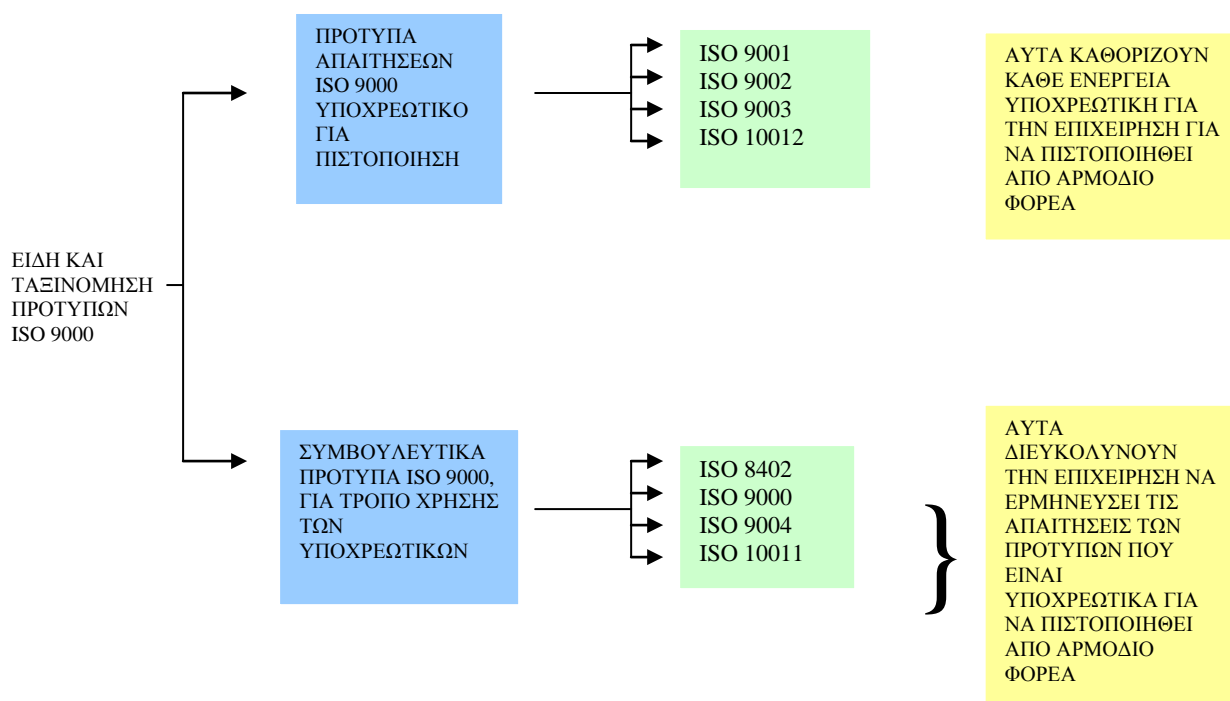 ΕΙΔΗ ΚΑΙ
ΤΑΞΙΝΟΜΗΣΗ
ΠΡΟΤΥΠΩΝ
ISO 9000
ΠΡΟΤΥΠΑ
ΑΠΑΙΤΗΣΕΩΝ
ISO 9000
ΥΠΟΧΡΕΩΤΙΚΟ
ΓΙΑ
ΠΙΣΤΟΠΟΙΗΣΗ
ISO 9001
ISO 9002
ISO 9003
ISO 10012
ΑΥΤΑ ΚΑΘΟΡΙΖΟΥΝ
ΚΑΘΕ ΕΝΕΡΓΕΙΑ
ΥΠΟΧΡΕΩΤΙΚΗ ΓΙΑ
ΤΗΝ ΕΠΙΧΕΙΡΗΣΗ ΓΙΑ
ΝΑ ΠΙΣΤΟΠΟΙΗΘΕΙ
ΑΠΟ ΑΡΜΟΔΙΟ
ΦΟΡΕΑ
ΣΥΜΒΟΥΛΕΥΤΙΚΑ
ΠΡΟΤΥΠΑ ISO 9000,
ΓΙΑ ΤΡΟΠΟ ΧΡΗΣΗΣ
ΤΩΝ
ΥΠΟΧΡΕΩΤΙΚΩΝ
ISO 8402
ISO 9000
ISO 9004
ISO 10011
ΑΥΤΑ
ΔΙΕΥΚΟΛΥΝΟΥΝ
ΤΗΝ ΕΠΙΧΕΙΡΗΣΗ ΝΑ
ΕΡΜΗΝΕΥΣΕΙ ΤΙΣ
ΑΠΑΙΤΗΣΕΙΣ ΤΩΝ
ΠΡΟΤΥΠΩΝ ΠΟΥ
ΕΙΝΑΙ
ΥΠΟΧΡΕΩΤΙΚΑ ΓΙΑ
ΝΑ ΠΙΣΤΟΠΟΙΗΘΕΙ
ΑΠΟ ΑΡΜΟΔΙΟ
ΦΟΡΕΑ